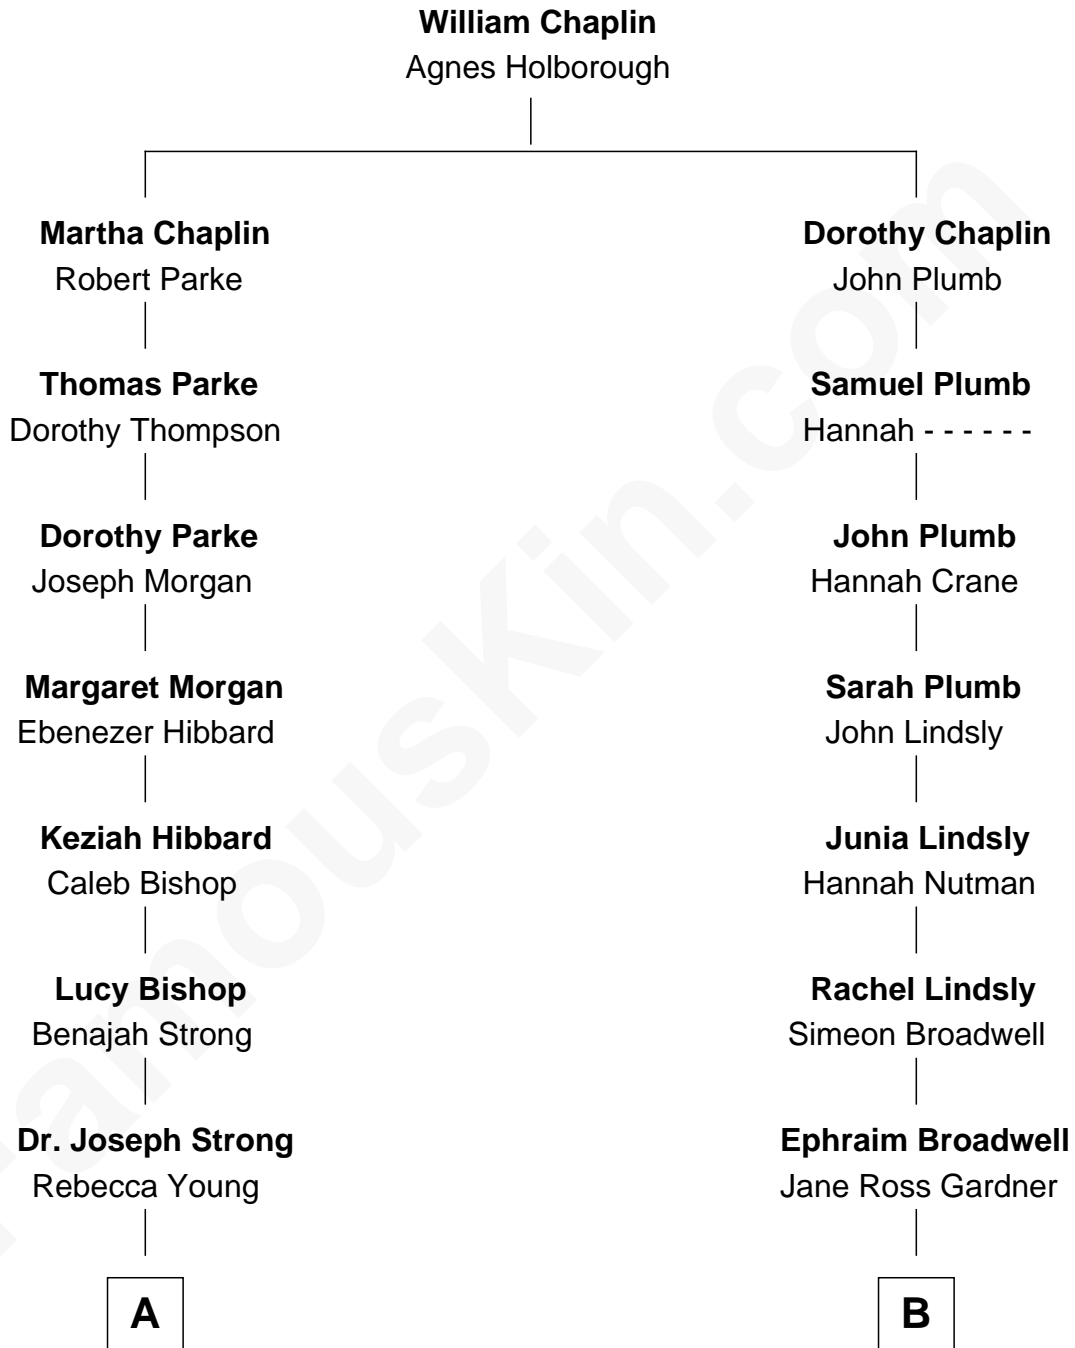 William Chaplin
Agnes Holborough
Martha Chaplin
Robert Parke
Dorothy Chaplin
John Plumb
Thomas Parke
Dorothy Thompson
Samuel Plumb
Hannah - - - - - -
Dorothy Parke
Joseph Morgan
John Plumb
Hannah Crane
Margaret Morgan
Ebenezer Hibbard
Sarah Plumb
John Lindsly
Keziah Hibbard
Caleb Bishop
Junia Lindsly
Hannah Nutman
Lucy Bishop
Benajah Strong
Rachel Lindsly
Simeon Broadwell
Dr. Joseph Strong
Rebecca Young
Ephraim Broadwell
Jane Ross Gardner
A
B
FamousKin.com